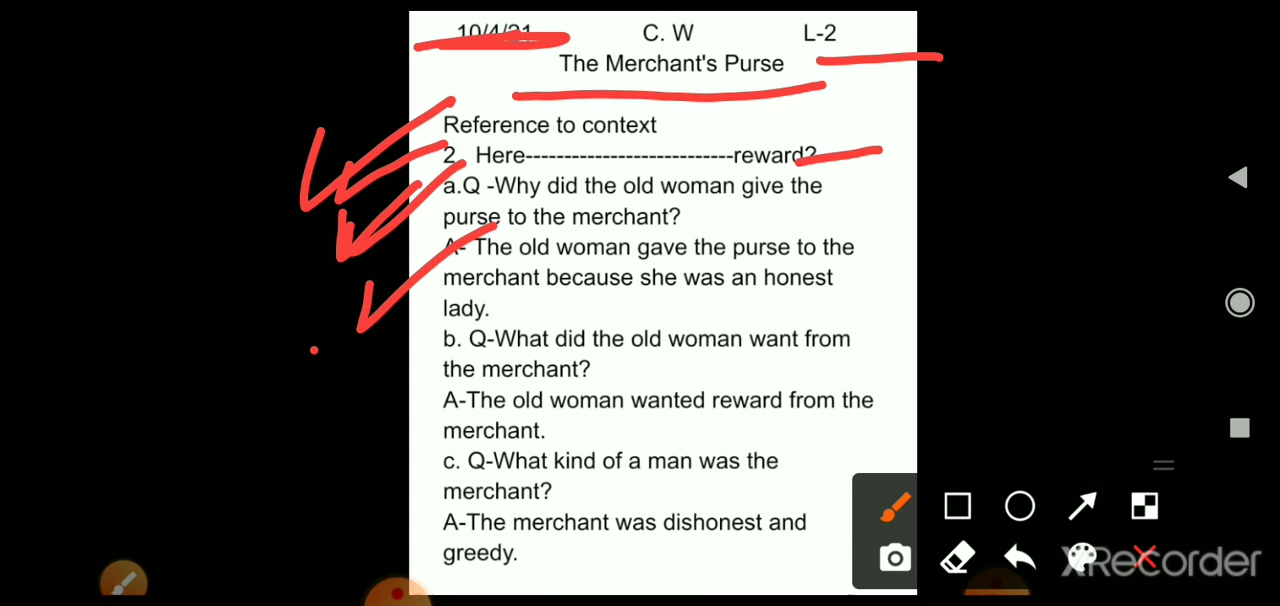 10/4/21 C. W L-2
The Merchant's Purse
Reference to context
2. Here---------------------------reward?
a.Q -Why did the old woman give the
purse to the merchant?
A- The old woman gave the purse to the
merchant because she was an honest
lady.
b. Q-What did the old woman want from
the merchant?
A-The old woman wanted reward from the
merchant.
c. Q-What kind of a man was the
merchant?
A-The merchant was dishonest and
greedy.
XRecorder